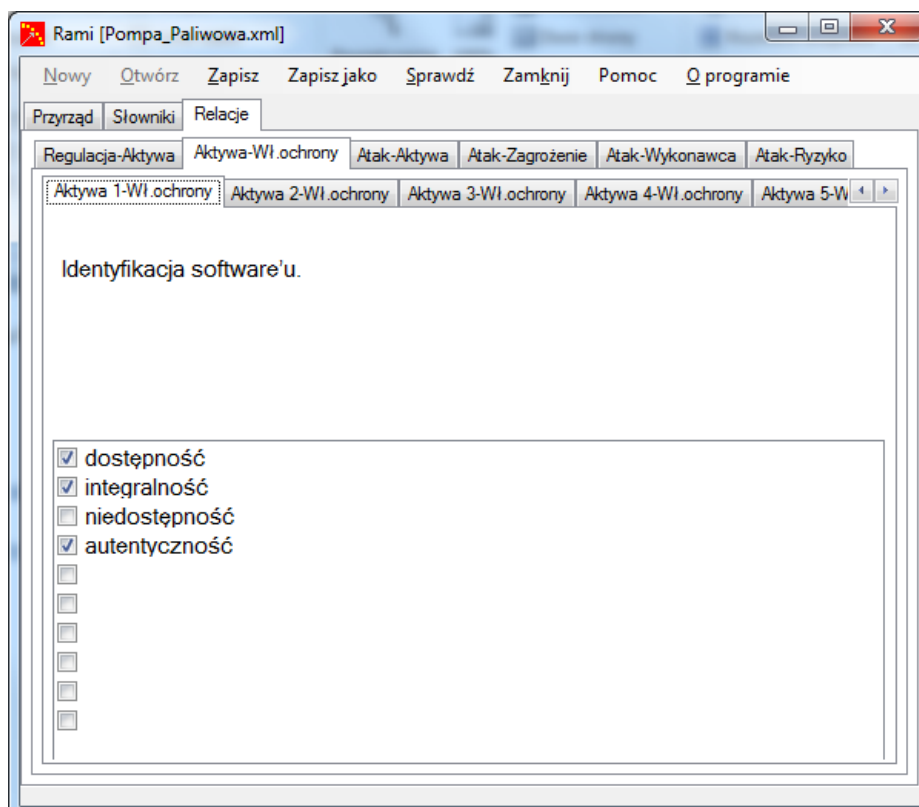 Rami [Pompa_Paliwowa.xml]
Nowy Otwórz Zapisz Zapisz jako Sprawdź Zamknij Pomoc O programie
Przyrząd Słowniki Relacje
Regulacja-Aktywa Aktywa-Wł.ochrony Atak-Aktywa Atak-Zagrożenie Atak-Wykonawca Atak-Ryzyko
Aktywa 1-Wł.ochrony Aktywa 2-Wł.ochrony Aktywa 3-Wł.ochrony Aktywa 4-Wł.ochrony Aktywa 5-W
Identyfikacja software'u.
dostępność
integralność
niedostępność
autentyczność